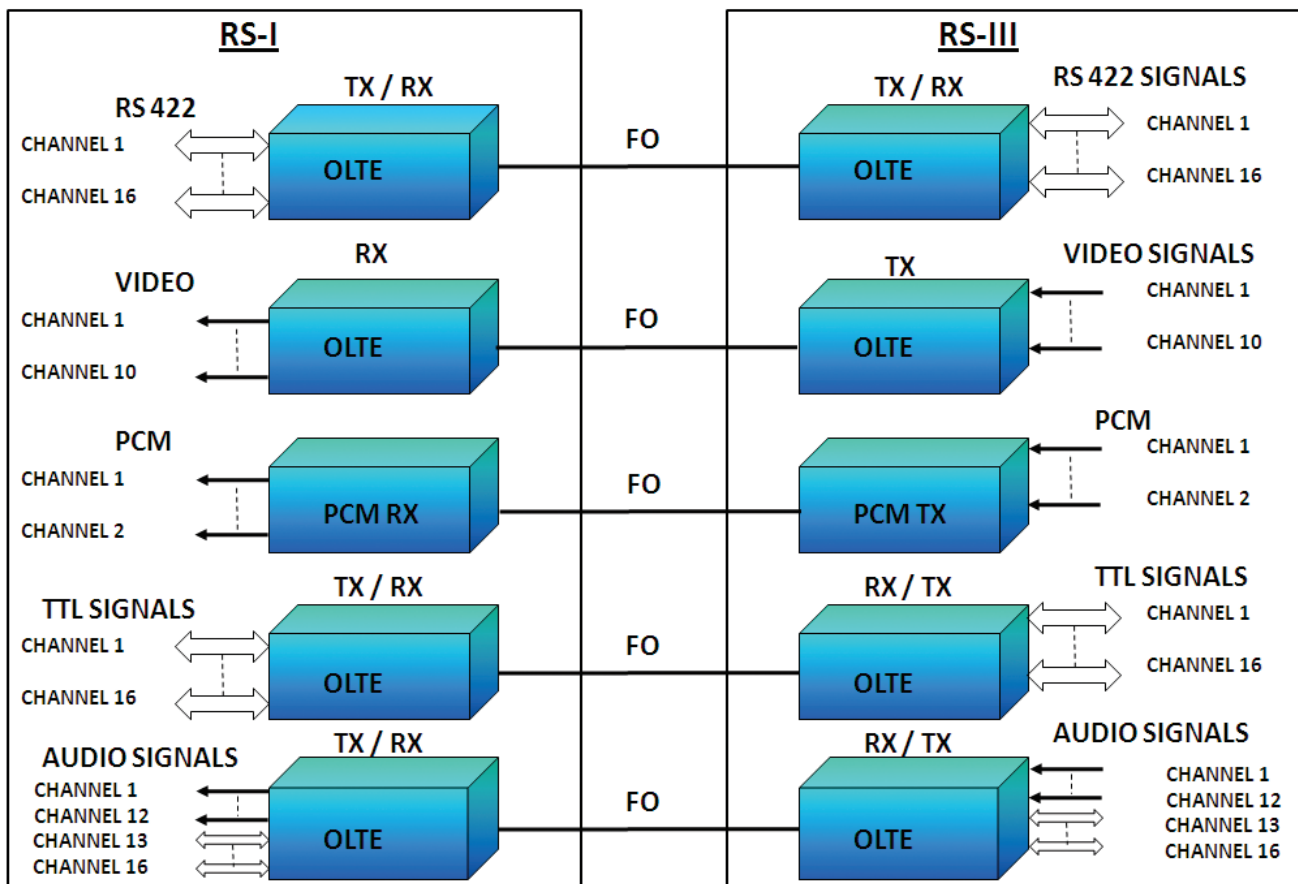 RS-I
RS-III
TX / RX
TX / RX
RS 422 SIGNALS
RS 422
FO
CHANNEL 1
CHANNEL 1
OLTE
OLTE
CHANNEL 16
CHANNEL 16
RX
TX
VIDEO SIGNALS
VIDEO
CHANNEL 1
CHANNEL 1
FO
OLTE
OLTE
CHANNEL 10
CHANNEL 10
PCM
PCM
CHANNEL 1
CHANNEL 1
FO
CHANNEL 2
PCM RX
PCM TX
CHANNEL 2
TX / RX
RX / TX
TTL SIGNALS
TTL SIGNALS
CHANNEL 1
CHANNEL 1
FO
CHANNEL 16
OLTE
OLTE
CHANNEL 16
TX / RX
RX / TX
AUDIO SIGNALS
AUDIO SIGNALS
CHANNEL 1
CHANNEL 1
FO
CHANNEL 12
CHANNEL 12
CHANNEL 13
OLTE
OLTE
CHANNEL 13
CHANNEL 16
CHANNEL 16